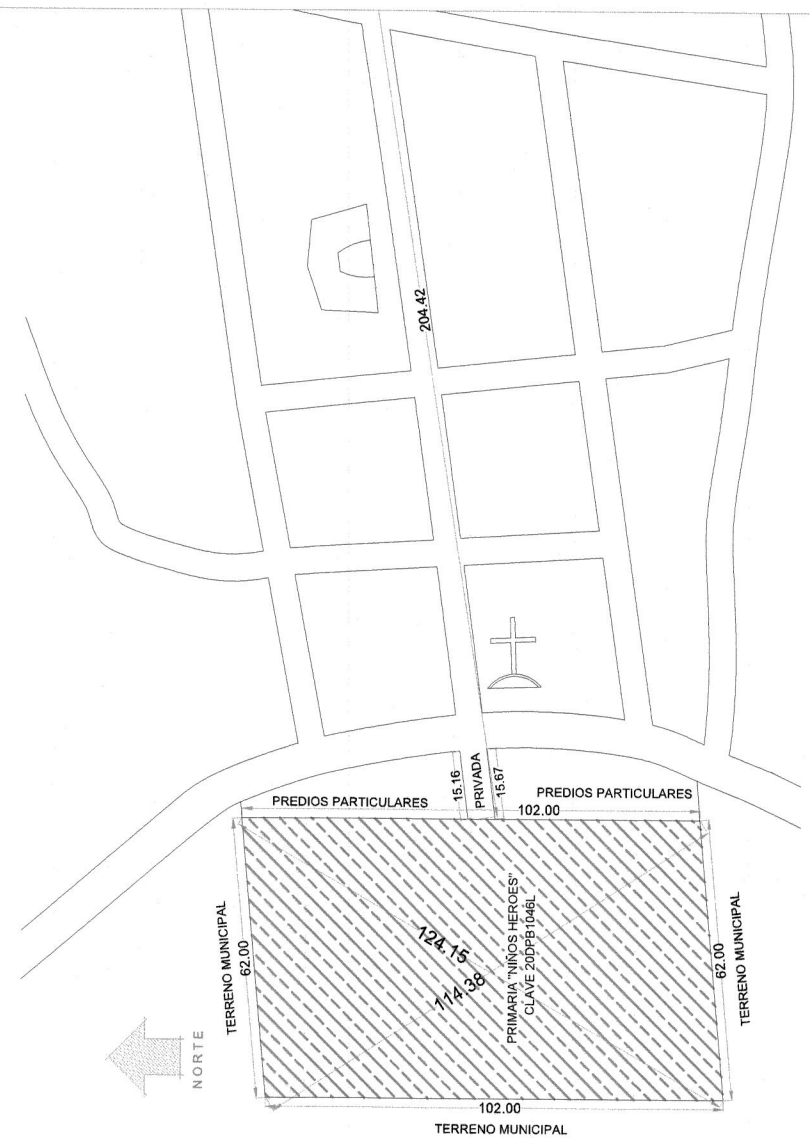 204.42
15.16
PRIVADA
15.67
PREDIOS PARTICULARES
PREDIOS PARTICULARES
102.00
TERRENO MUNICIPAL
62.00
124.15
114.38
PRIMARIA "NIÑOS HEROES"
CLAVE 20DPB1046L
62.00
TERRENO MUNICIPAL
NORTE
102.00
TERRENO MUNICIPAL